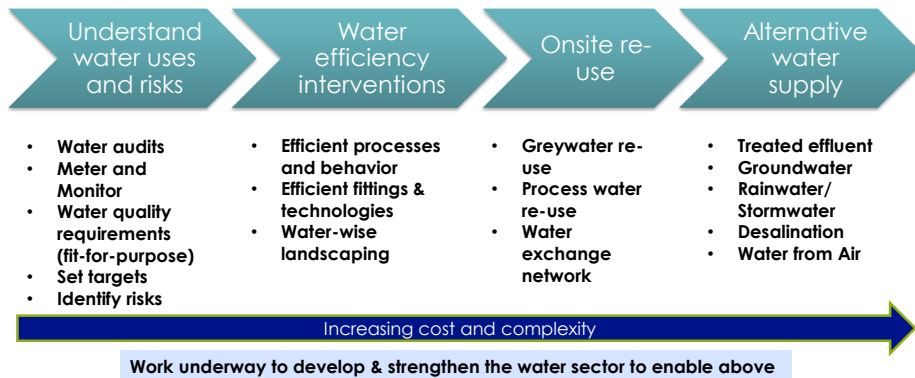 Understand
water uses
and risks
Water
efficiency
interventions
Onsite re-
use
Alternative
water
supply
• Water audits
• Meter and
Monitor
• Water quality
requirements
(fit-for-purpose)
• Set targets
• Identify risks
• Efficient processes
and behavior
• Efficient fittings &
technologies
• Water-wise
landscaping
• Greywater re-
use
• Process water
re-use
• Water
exchange
network
• Treated effluent
• Groundwater
• Rainwater/
Stormwater
• Desalination
• Water from Air
Increasing cost and complexity
Work underway to develop & strengthen the water sector to enable above